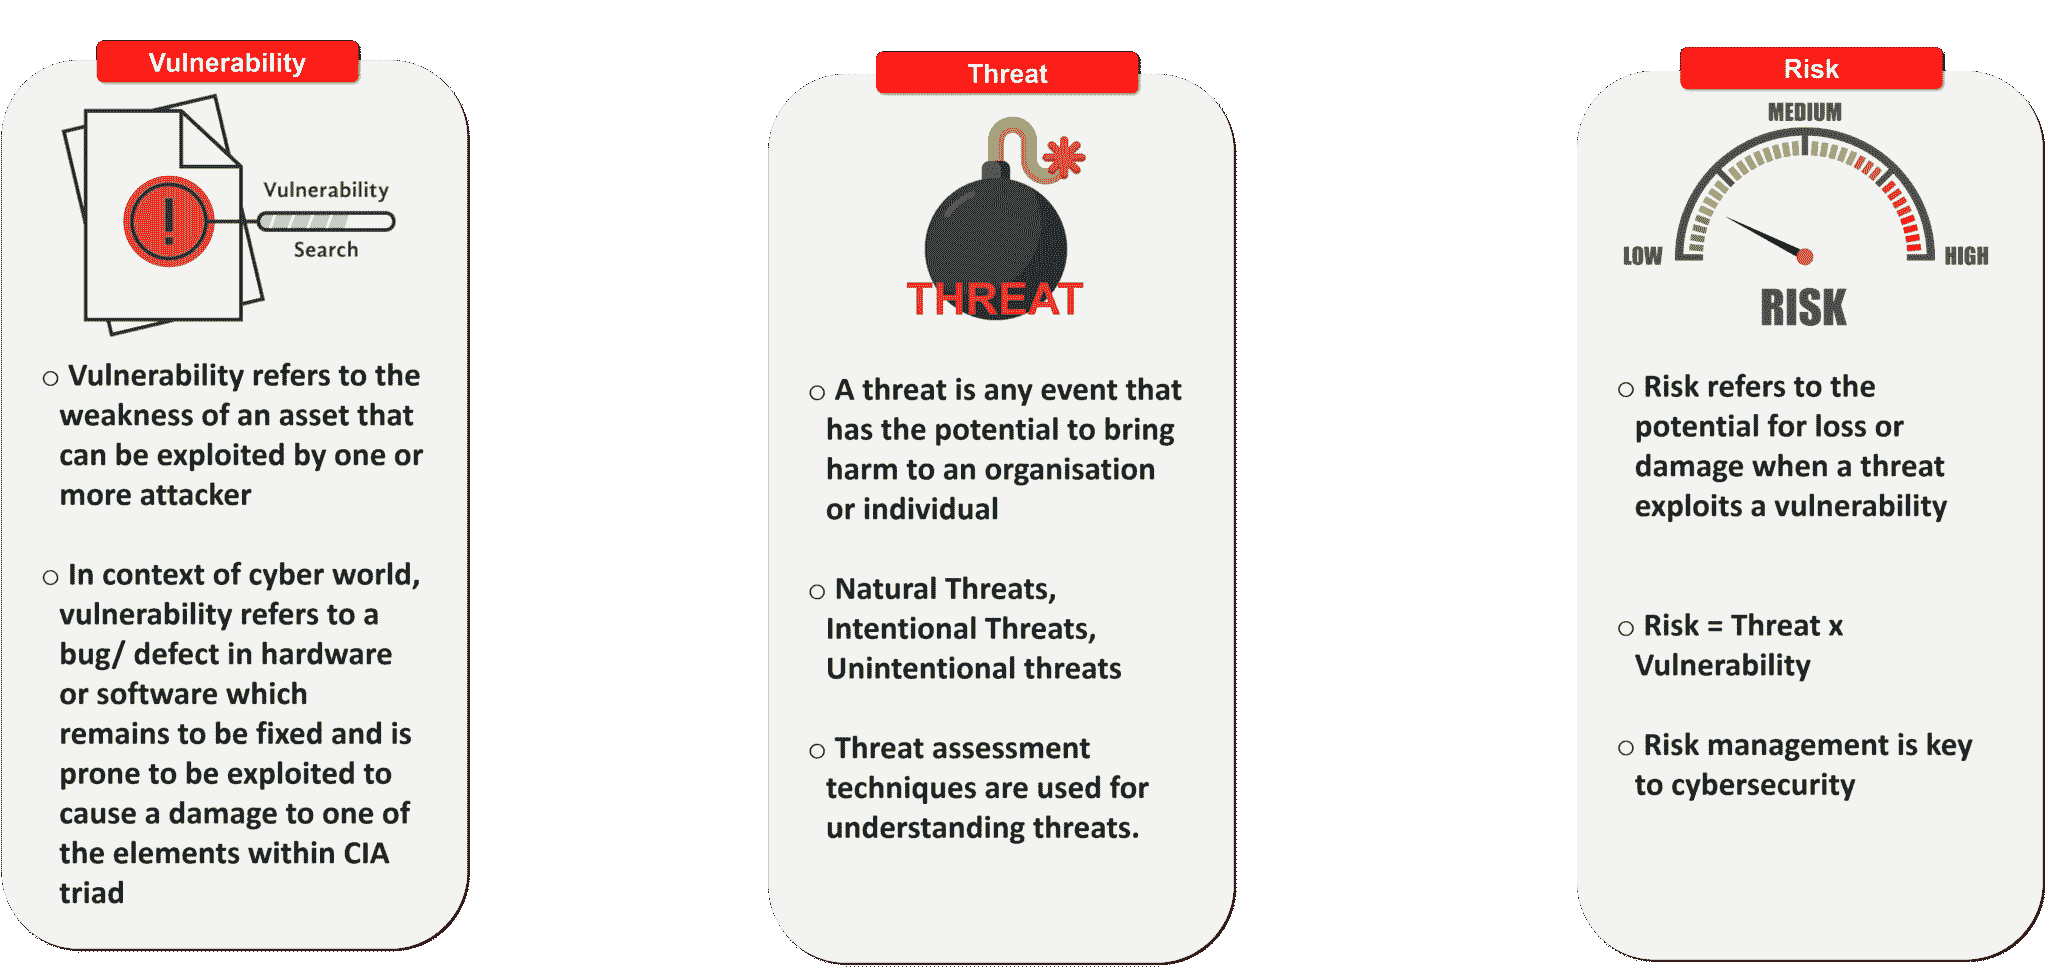 Vulnerability
Vulnerability
Search
○ Vulnerability refers to the
weakness of an asset that
can be exploited by one or
more attacker
○ In context of cyber world,
vulnerability refers to a
bug/ defect in hardware
or software which
remains to be fixed and is
prone to be exploited to
cause a damage to one of
the elements within CIA
triad
Threat
THREAT
○ A threat is any event that
has the potential to bring
harm to an organisation
or individual
○ Natural Threats,
Intentional Threats,
Unintentional threats
○ Threat assessment
techniques are used for
understanding threats.
Risk
MEDIUM
LOW
HIGH
RISK
○ Risk refers to the
potential for loss or
damage when a threat
exploits a vulnerability
○ Risk = Threat x
Vulnerability
○ Risk management is key
to cybersecurity